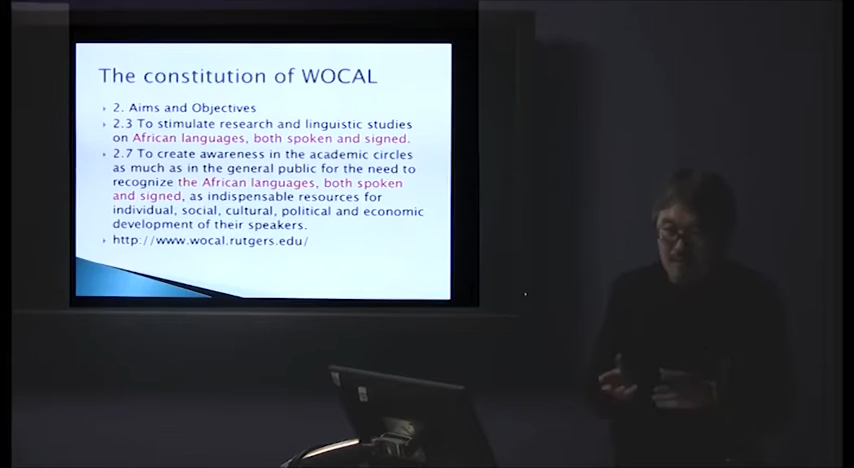 The constitution of WOCAL
2. Aims and Objectives
2.3 To stimulate research and linguistic studies
on African languages, both spoken and signed.
2.7 To create awareness in the academic circles
as much as in the general public for the need to
recognize the African languages, both spoken
and signed, as indispensable resources for
individual, social, cultural, political and economic
development of their speakers.
http://www.wocal.rutgers.edu/